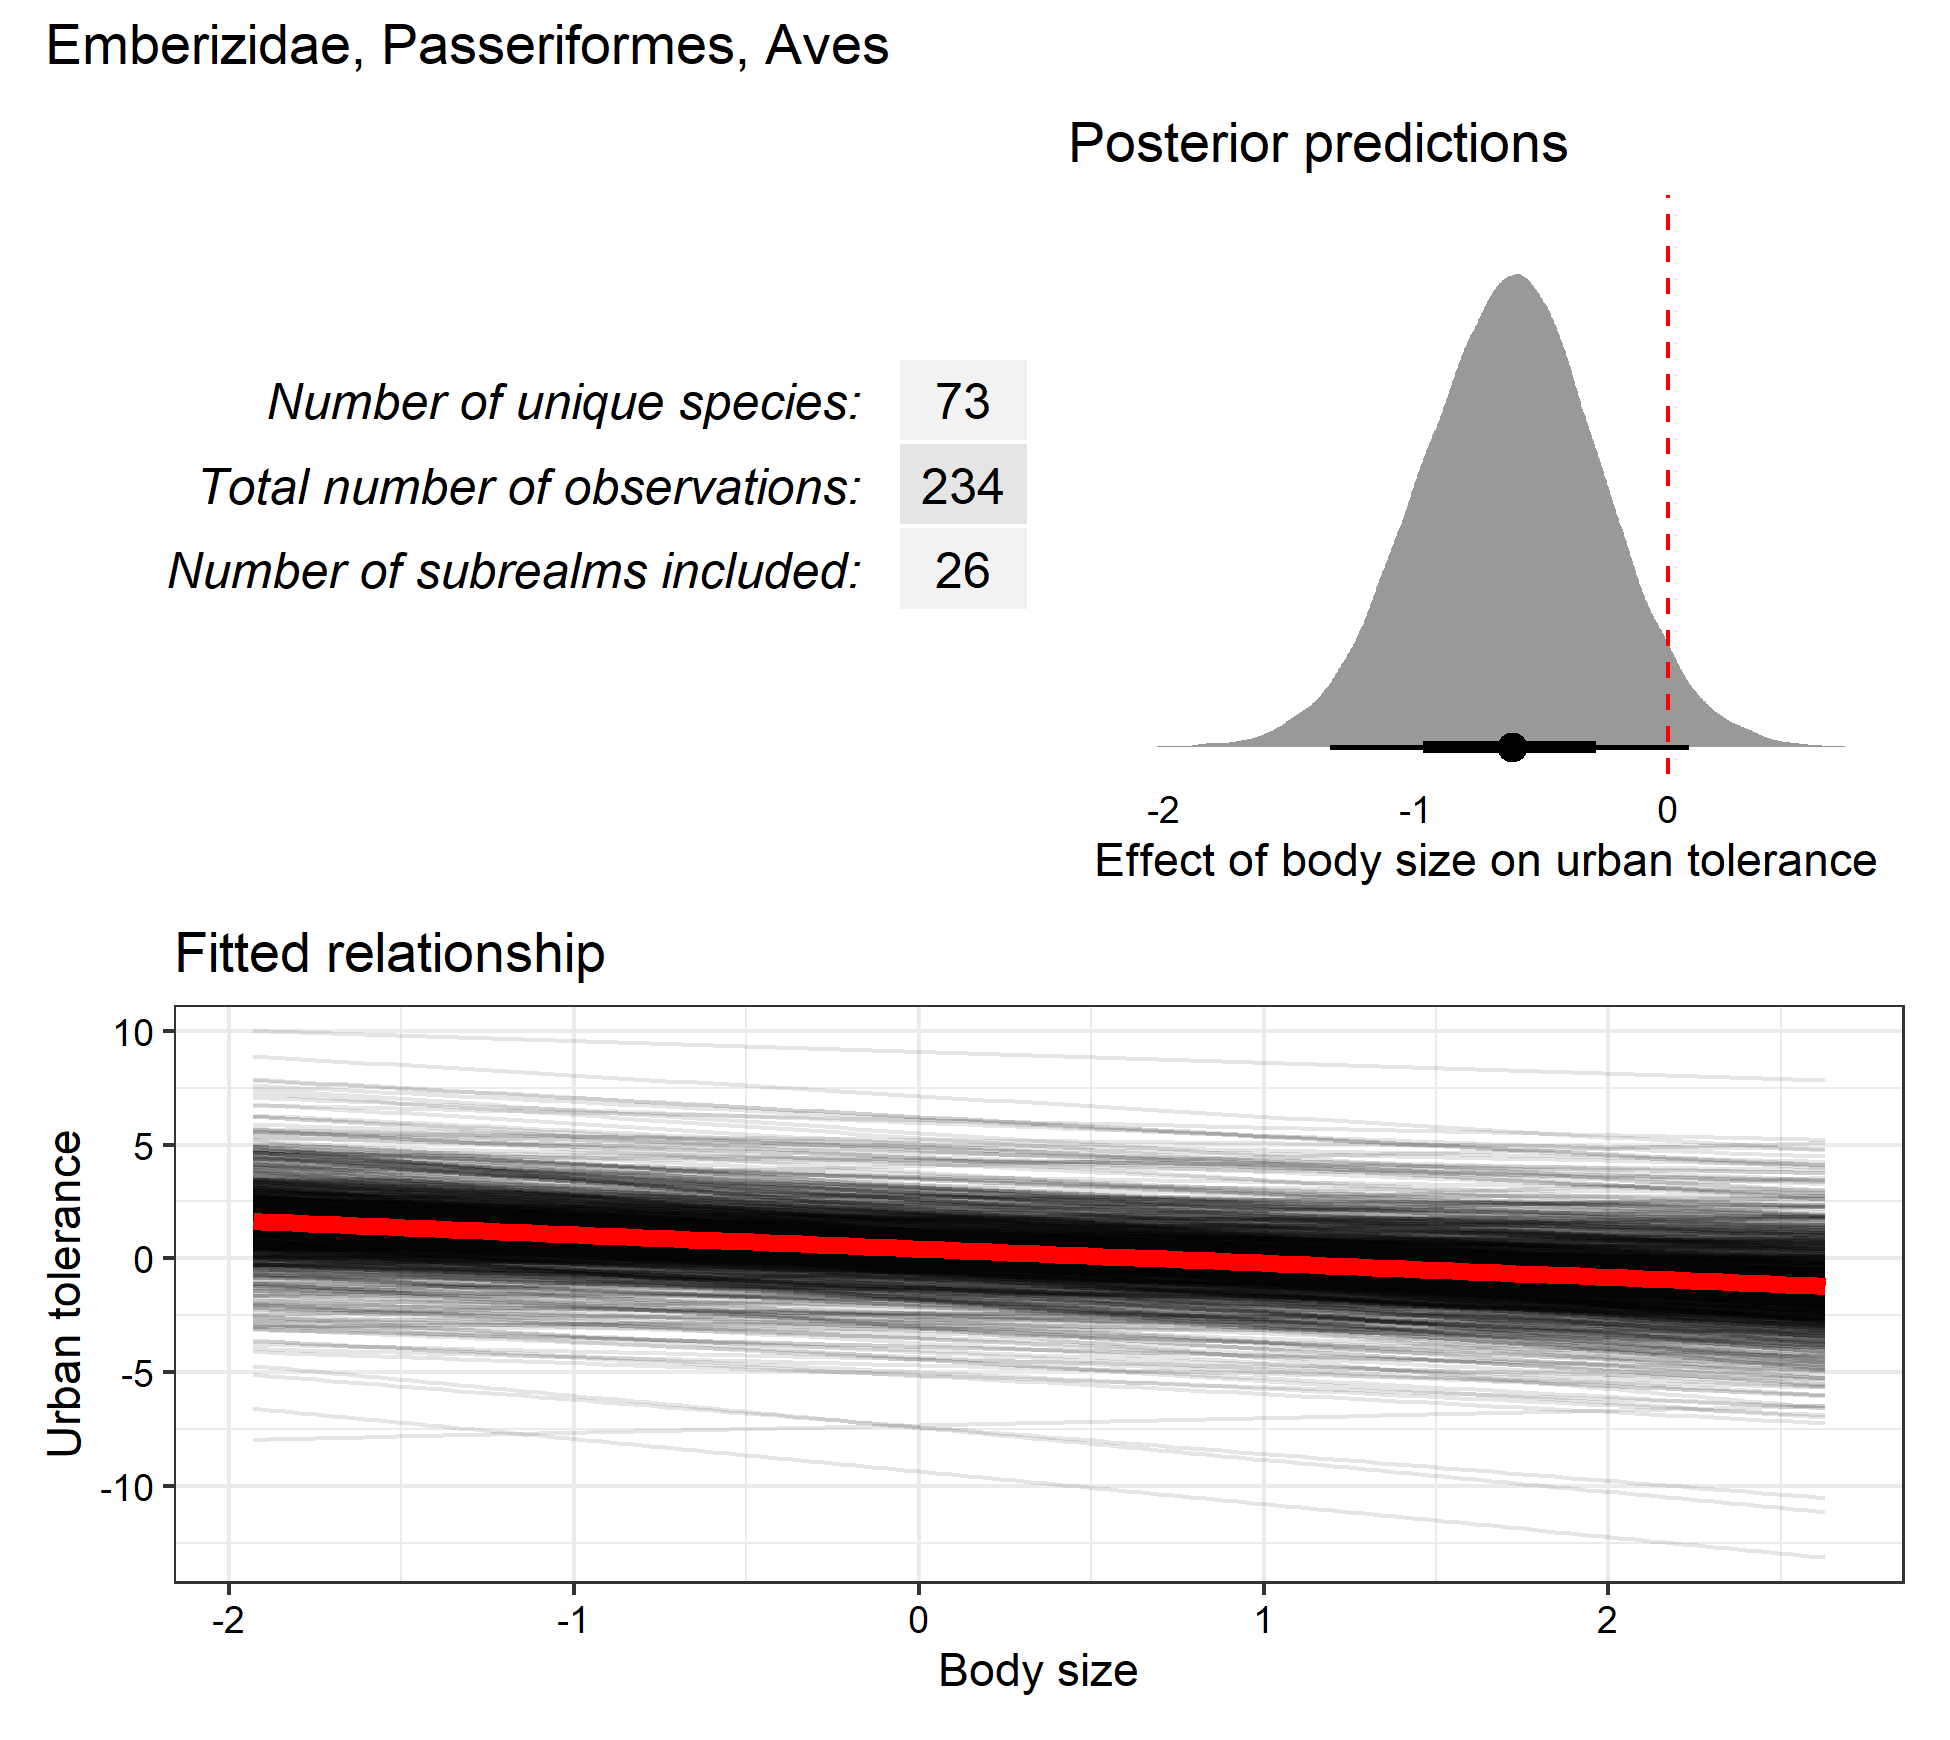 Emberizidae, Passeriformes, Aves
Posterior predictions
Number of unique species: 73
Total number of observations: 234
Number of subrealms included: 26
-2 -1 0
Effect of body size on urban tolerance
Fitted relationship
10
5
0
-5
-10
Urban tolerance
-2 -1 0 1 2
Body size